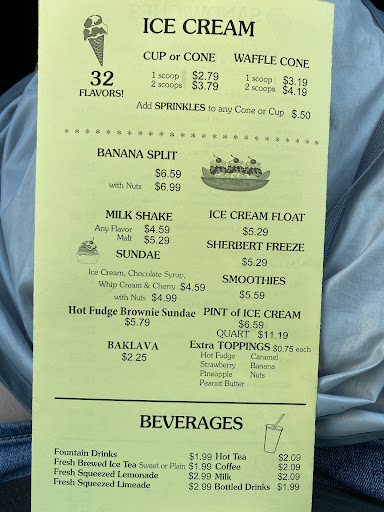 ICE CREAM
32
FLAVORS!
CUP or CONE
1 scoop $2.79
2 scoops $3.79
WAFFLE CONE
1 scoop $3.19
2 scoops $4.19
Add SPRINKLES to any Cone or Cup $.50
BANANA SPLIT
$6.59
with Nuts $6.99
MILK SHAKE
Any Flavor $4.59
Malt $5.29
ICE CREAM FLOAT
$5.29
SHERBERT FREEZE
$5.29
SUNDAE
Ice Cream, Chocolate Syrup,
Whip Cream & Cherry $4.59
with Nuts $4.99
SMOOTHIES
$5.59
Hot Fudge Brownie Sundae
$5.79
PINT of ICE CREAM
$6.59
QUART $11.19
BAKLAVA
$2.25
Extra TOPPINGS $0.75 each
Hot Fudge Caramel
Strawberry Banana
Pineapple Nuts
Peanut Butter
BEVERAGES
Fountain Drinks $1.99
Fresh Brewed Ice Tea Sweet or Plain $1.99
Fresh Squeezed Lemonade $2.99
Fresh Squeezed Limeade $2.99
Hot Tea $2.09
Coffee $2.09
Milk $2.09
Bottled Drinks $1.99